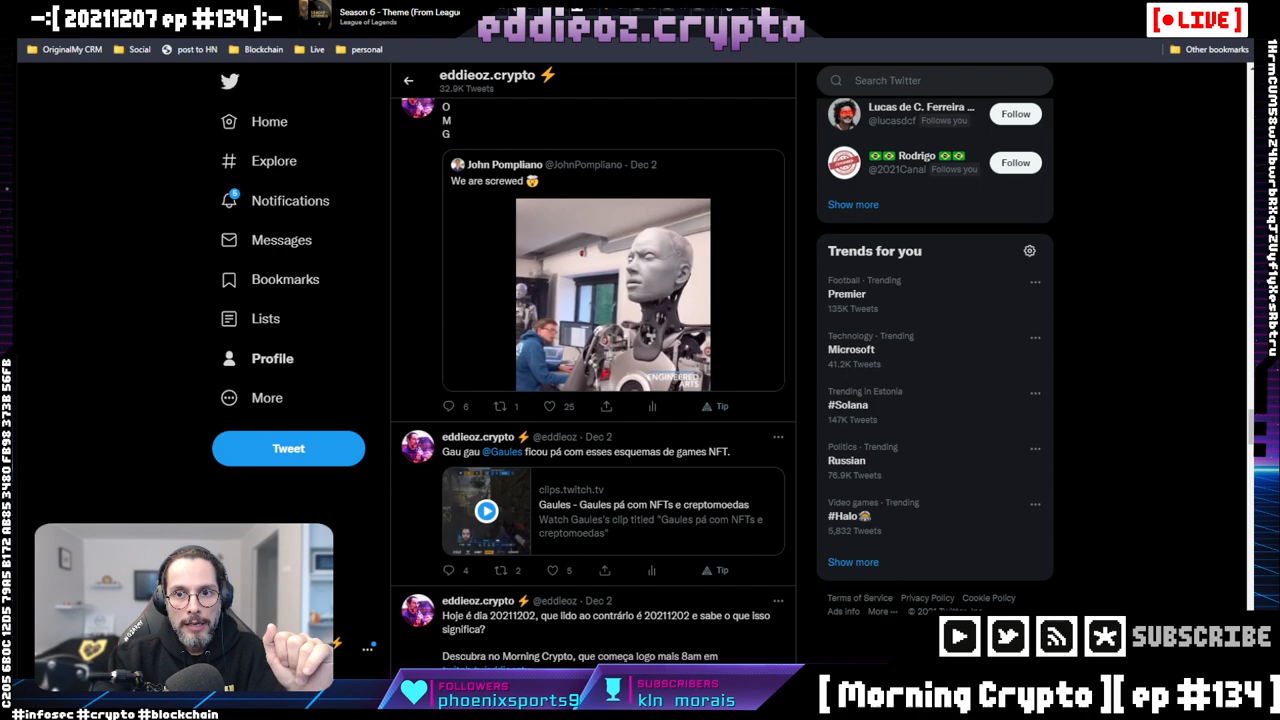 -:[ 20211207 ep #134 ]:-
Season 6 - Theme (From Leagu
League of Legends
eddieoz.crypto
[●LIVE]
OriginalMy CRM
Social
post to HN
Blockchain
Live
personal
Other bookmarks
eddieoz.crypto ⚡
32.9K Tweets
Search Twitter
Home
Explore
5
Notifications
Messages
Bookmarks
Lists
Profile
More
Tweet
O
M
G
John Pompliano @JohnPompliano · Dec 2
We are screwed 🤯
ENGINEERED
ARTS
6 1 25 Tip
eddieoz.crypto ⚡ @eddieoz · Dec 2
Gau gau @Gaules ficou pá com esses esquemas de games NFT.
clips.twitch.tv
Gaules - Gaules pá com NFTs e creptomoedas
Watch Gaules's clip titled "Gaules pá com NFTs e
creptomoedas"
4 2 5 Tip
eddieoz.crypto ⚡ @eddieoz · Dec 2
Hoje é dia 20211202, que lido ao contrário é 20211202 e sabe o que isso
significa?
Descubra no Morning Crypto, que começa logo mais 8am em
Lucas de C. Ferreira ...
@lucasdcf Follows you
Follow
🇧🇷🇧🇷 Rodrigo 🇧🇷🇧🇷
@2021Canal Follows you
Follow
Show more
Trends for you
Football · Trending
Premier
135K Tweets
Technology · Trending
Microsoft
41.2K Tweets
Trending in Estonia
#Solana
147K Tweets
Politics · Trending
Russian
76.9K Tweets
Video games · Trending
#Halo
5,832 Tweets
Show more
Terms of Service Privacy Policy Cookie Policy
Ads info More ··· © 2021 Twitter, Inc.
SUBSCRIBE
FOLLOWERS
phoenixsports9
SUBSCRIBERS
kln_morais
[ Morning Crypto ][ ep #134 ]
#infosec #crypto #blockchain